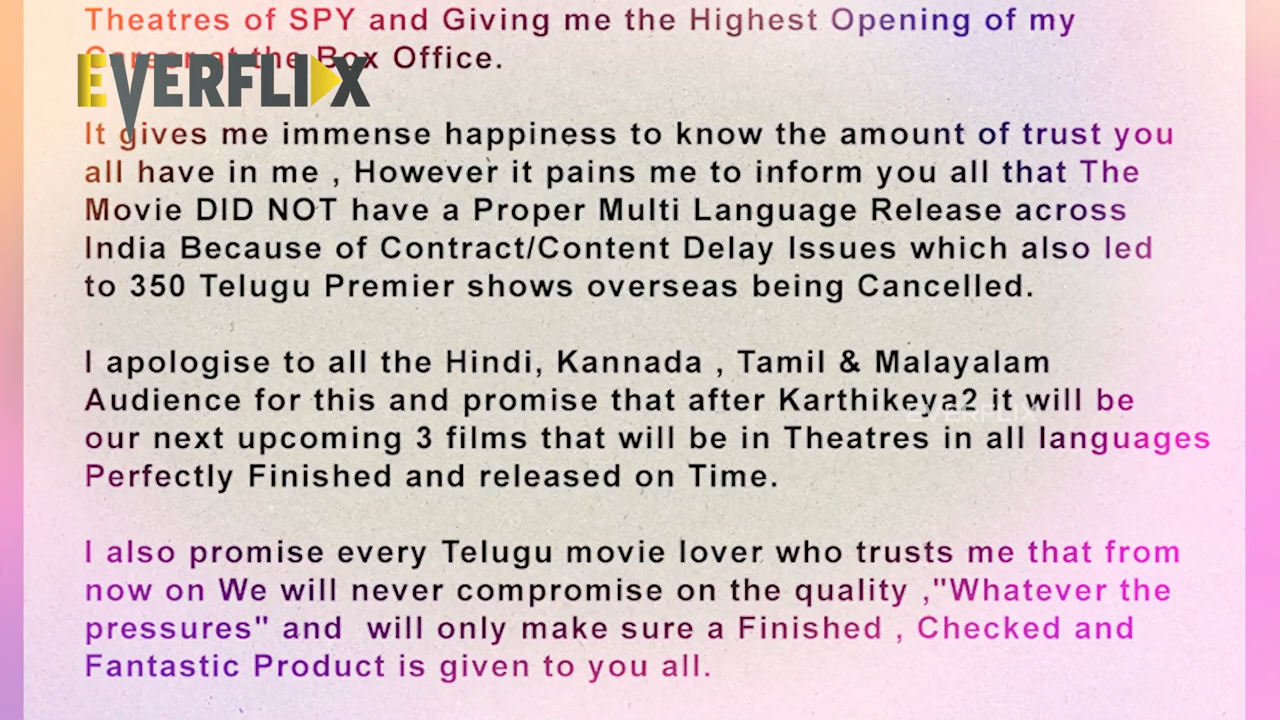 Theatres of SPY and Giving me the Highest Opening of my
Career at the Box Office.
EVERFLIX
It gives me immense happiness to know the amount of trust you
all have in me , However it pains me to inform you all that The
Movie DID NOT have a Proper Multi Language Release across
India Because of Contract/Content Delay Issues which also led
to 350 Telugu Premier shows overseas being Cancelled.
I apologise to all the Hindi, Kannada , Tamil & Malayalam
Audience for this and promise that after Karthikeya2 it will be
EVERFLIX
our next upcoming 3 films that will be in Theatres in all languages
Perfectly Finished and released on Time.
I also promise every Telugu movie lover who trusts me that from
now on We will never compromise on the quality ,"Whatever the
pressures" and  will only make sure a Finished , Checked and
Fantastic Product is given to you all.